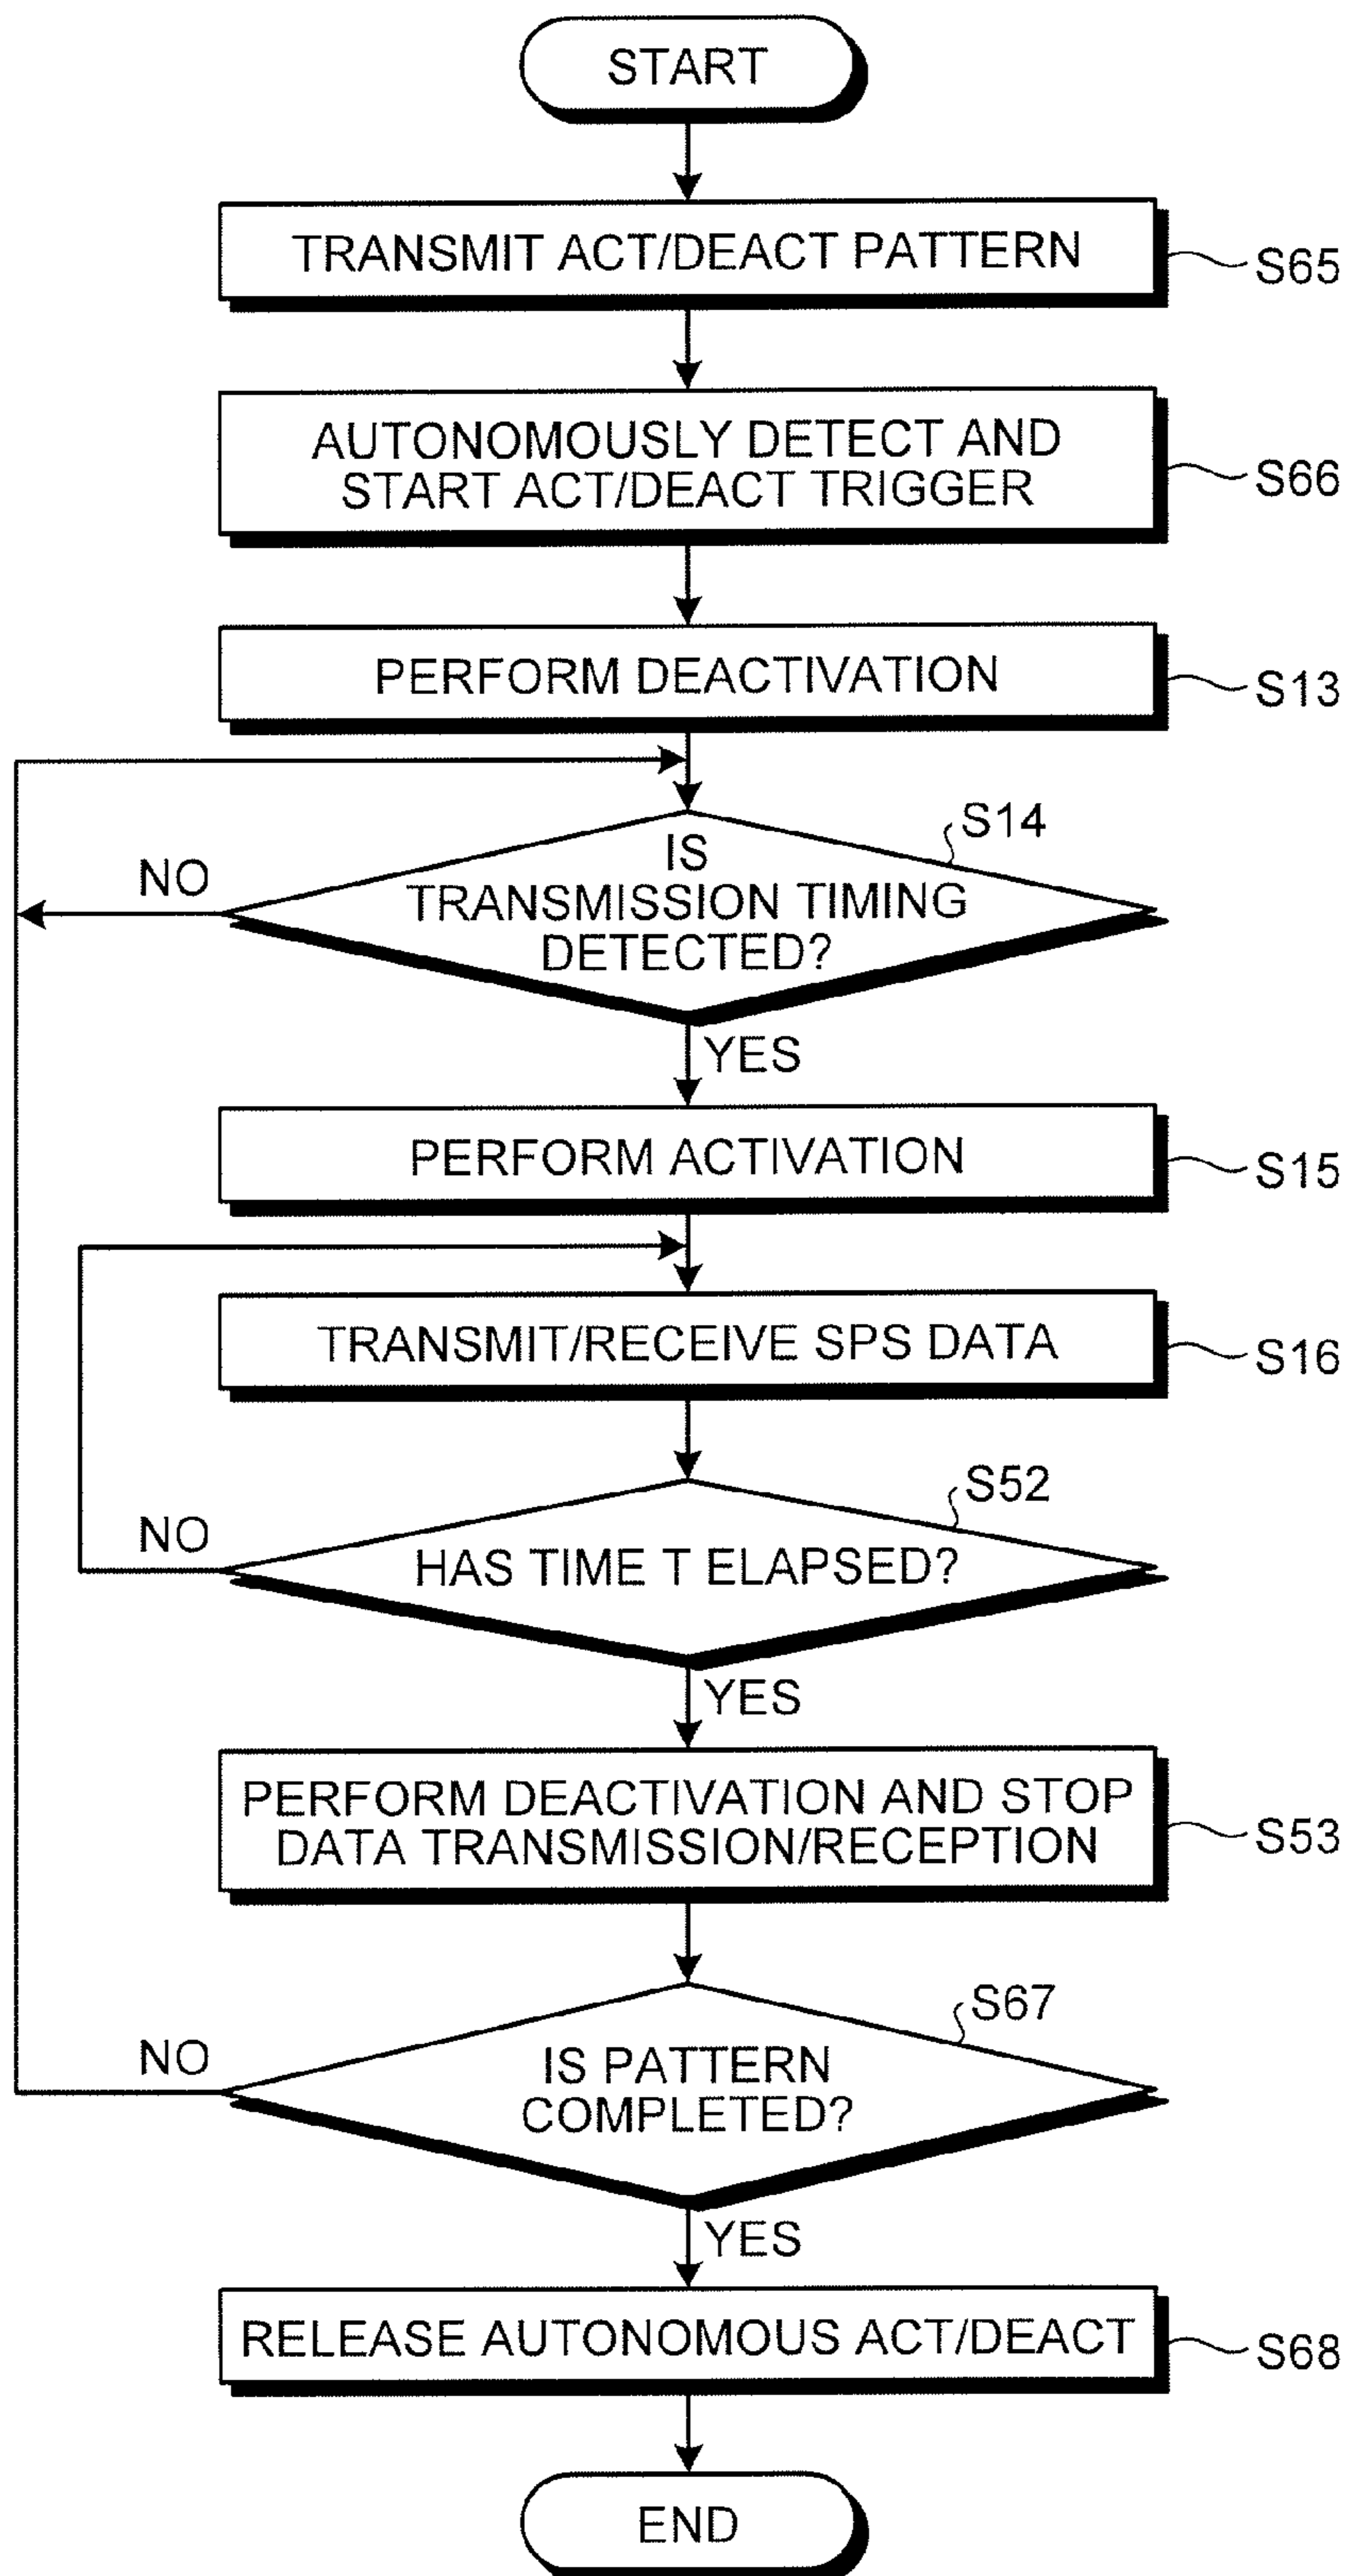 START
TRANSMIT ACT/DEACT PATTERN
S65
AUTONOMOUSLY DETECT AND
START ACT/DEACT TRIGGER
S66
PERFORM DEACTIVATION
S13
S14
IS
TRANSMISSION TIMING
DETECTED?
NO
YES
PERFORM ACTIVATION
S15
TRANSMIT/RECEIVE SPS DATA
S16
S52
HAS TIME T ELAPSED?
NO
YES
PERFORM DEACTIVATION AND STOP
DATA TRANSMISSION/RECEPTION
S53
S67
IS PATTERN
COMPLETED?
NO
YES
RELEASE AUTONOMOUS ACT/DEACT
S68
END